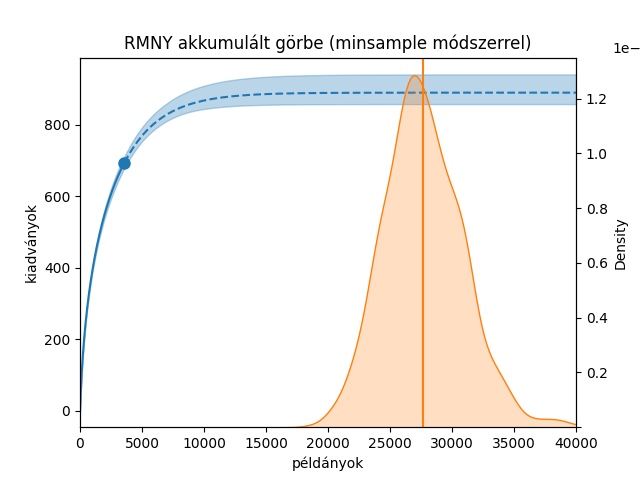 RMNY akkumulált görbe (minsample módszerrel)
1e−
800
600
400
200
0
kiadványok
1.2
1.0
0.8
0.6
0.4
0.2
Density
0 5000 10000 15000 20000 25000 30000 35000 40000
példányok